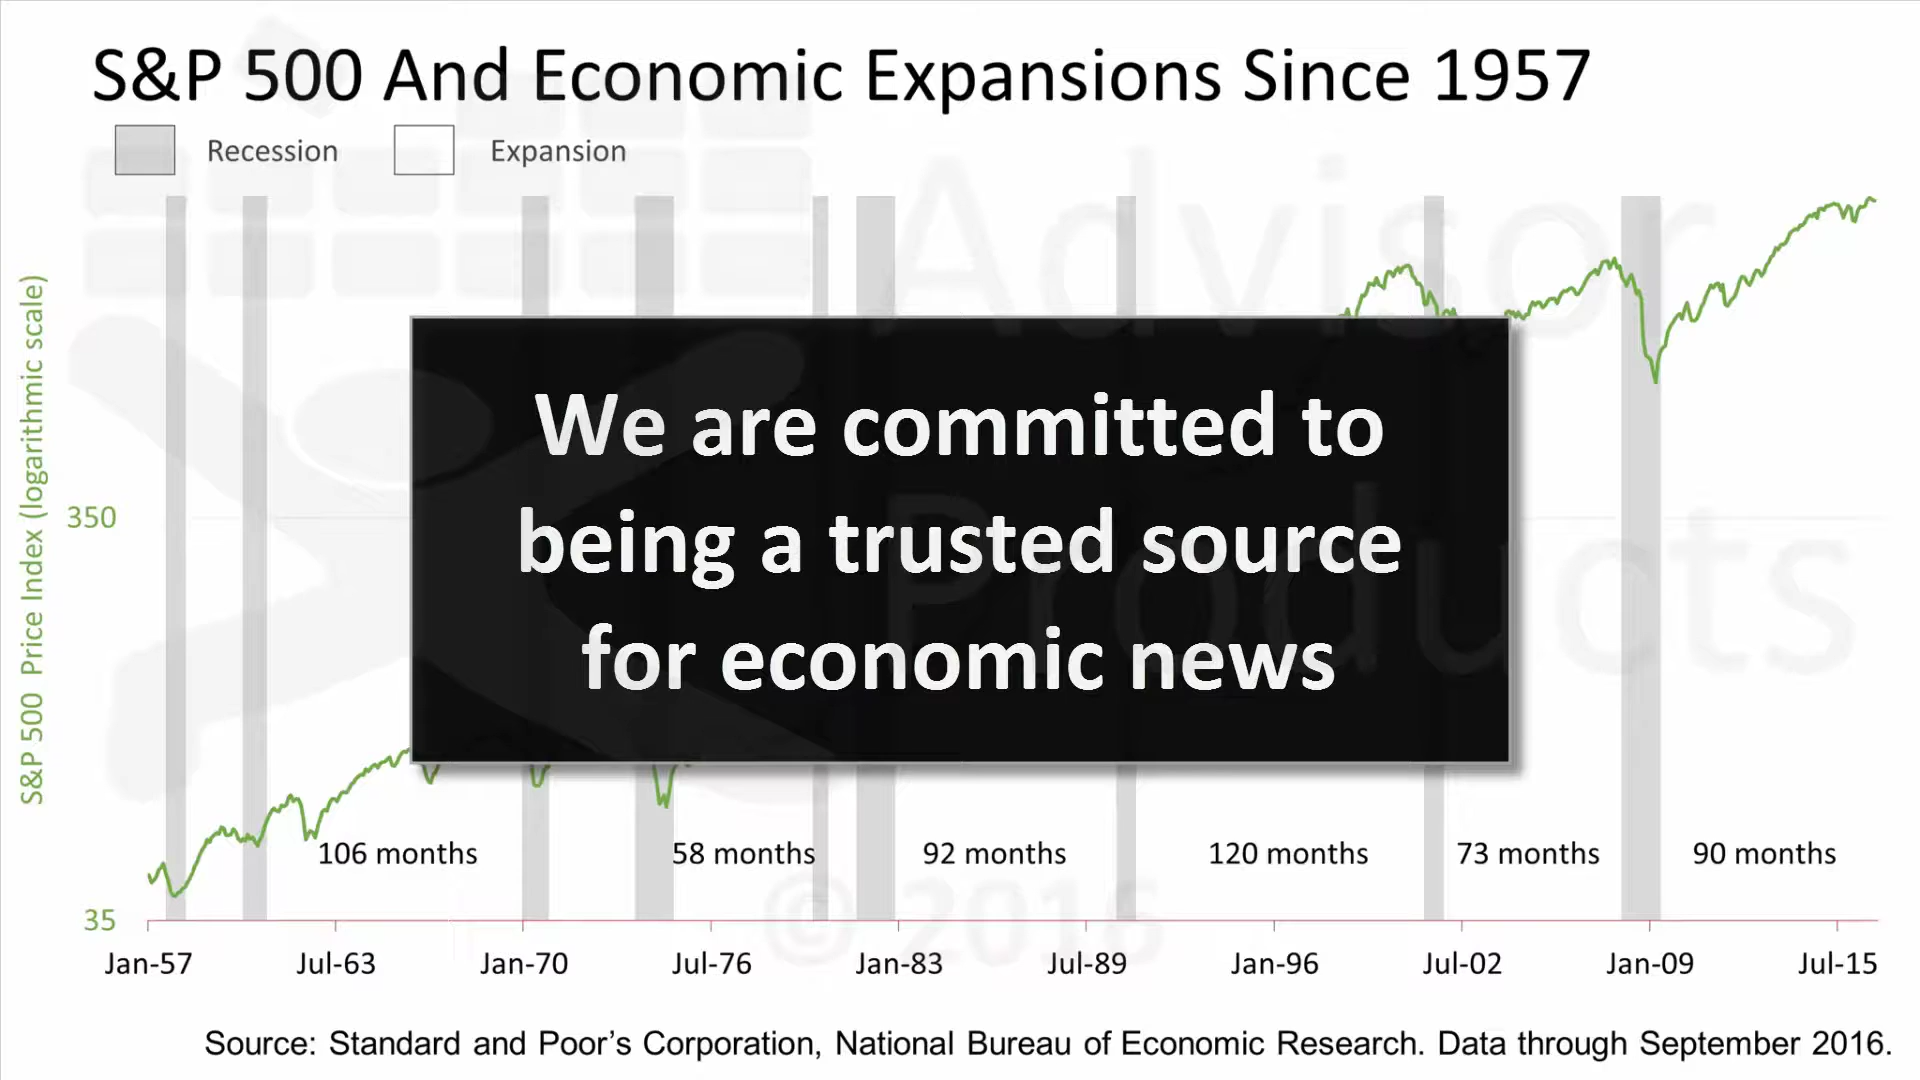 S&P 500 And Economic Expansions Since 1957
Recession
Expansion
Advisor
Products
S&P 500 Price Index (logarithmic scale)
350
35
We are committed to
being a trusted source
for economic news
106 months
58 months
92 months
120 months
73 months
90 months
© 2016
Jan-57
Jul-63
Jan-70
Jul-76
Jan-83
Jul-89
Jan-96
Jul-02
Jan-09
Jul-15
Source: Standard and Poor’s Corporation, National Bureau of Economic Research. Data through September 2016.